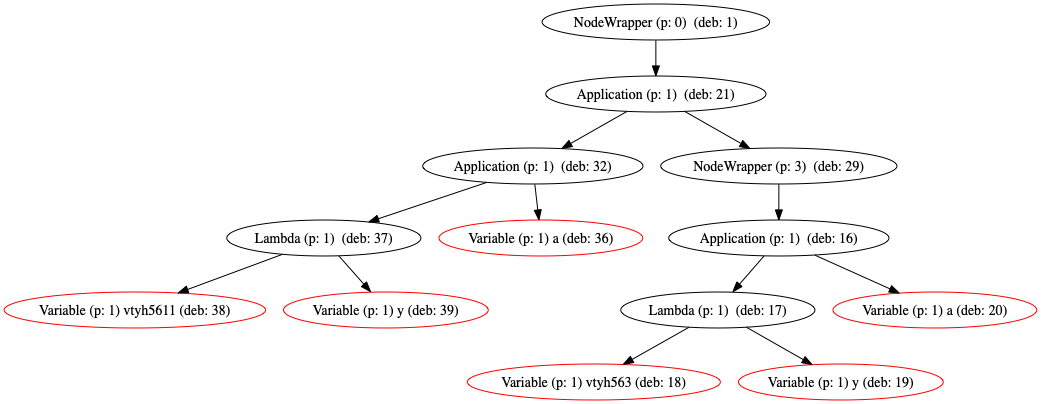 NodeWrapper (p: 0)  (deb: 1)
Application (p: 1)  (deb: 21)
Application (p: 1)  (deb: 32)
NodeWrapper (p: 3)  (deb: 29)
Lambda (p: 1)  (deb: 37)
Variable (p: 1) a (deb: 36)
Application (p: 1)  (deb: 16)
Variable (p: 1) vtyh5611 (deb: 38)
Variable (p: 1) y (deb: 39)
Lambda (p: 1)  (deb: 17)
Variable (p: 1) a (deb: 20)
Variable (p: 1) vtyh563 (deb: 18)
Variable (p: 1) y (deb: 19)